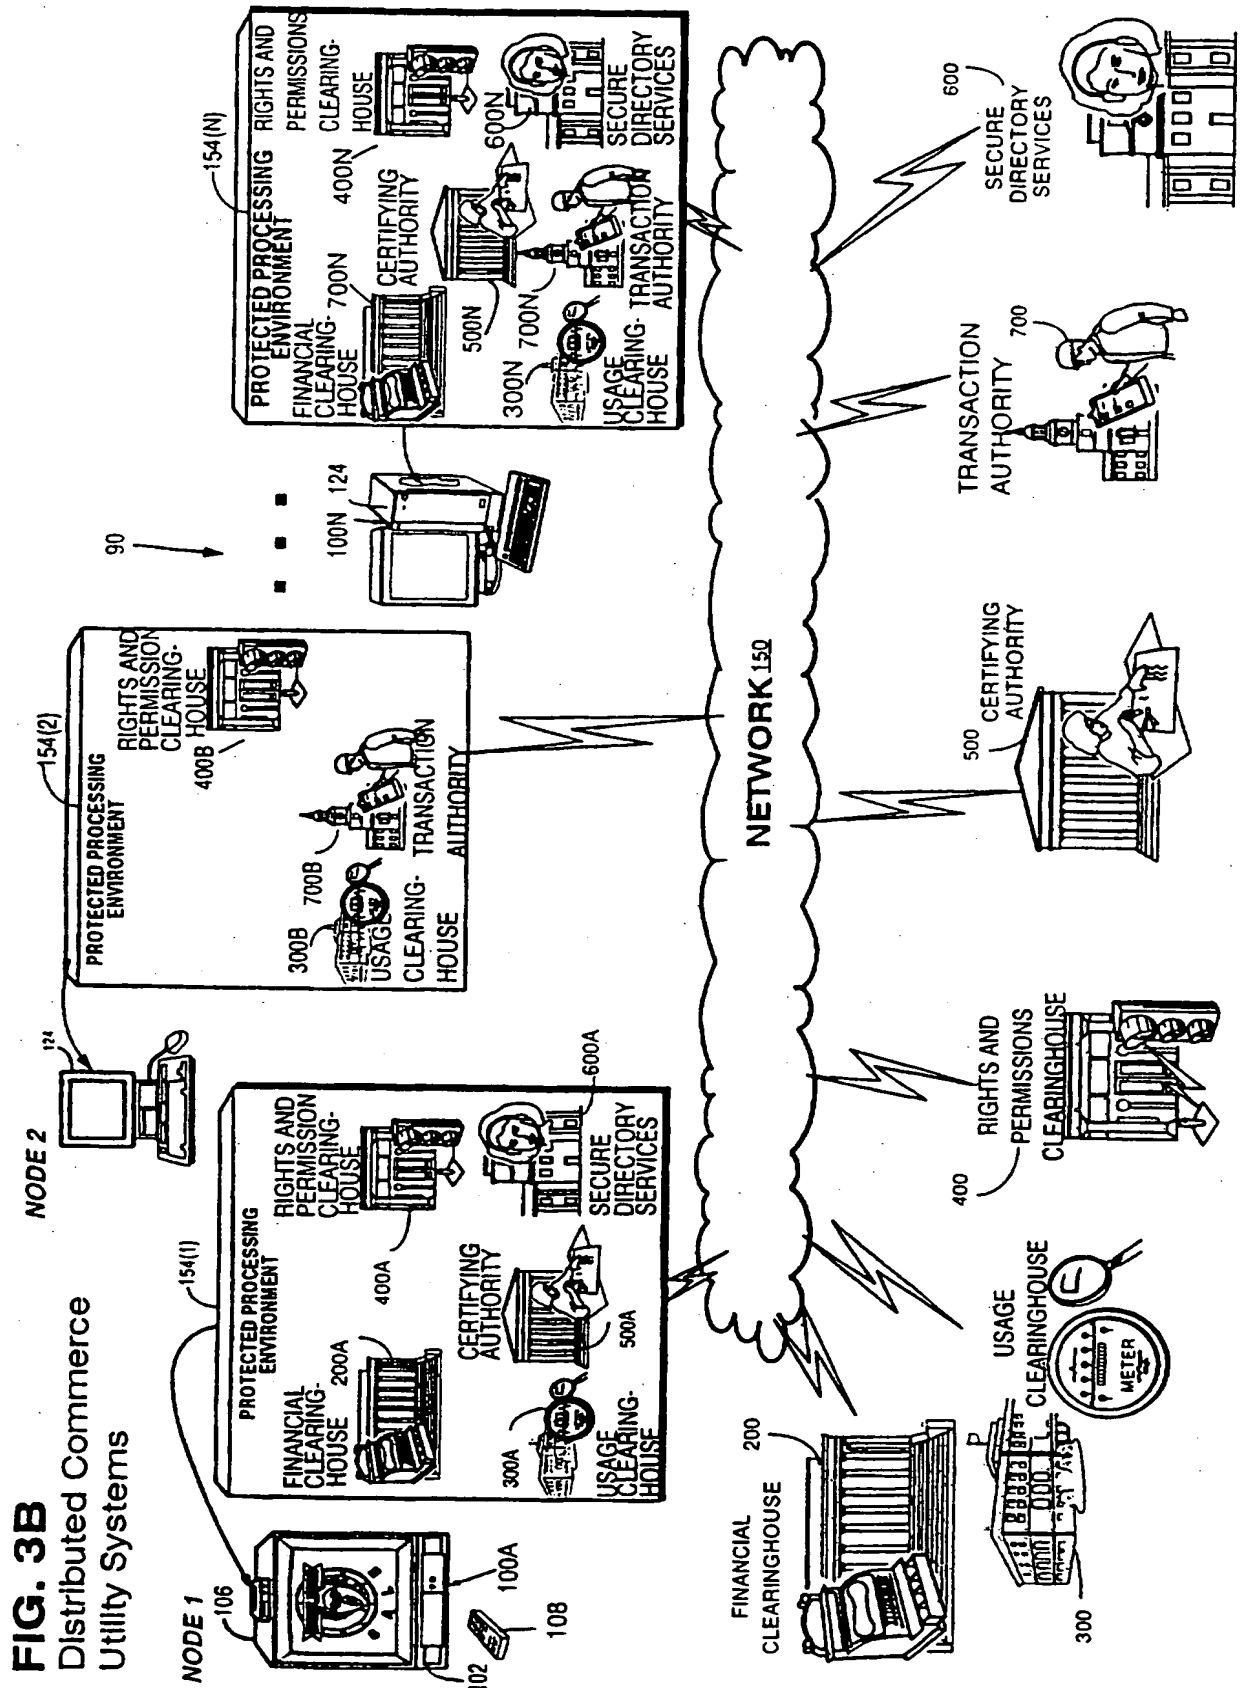 FIG. 3B
Distributed Commerce
Utility Systems
NODE 1
106
102
100A
108
154(1)
PROTECTED PROCESSING
ENVIRONMENT
FINANCIAL
CLEARING-
HOUSE
200A
RIGHTS AND
PERMISSION
CLEARING-
HOUSE
400A
CERTIFYING
AUTHORITY
500A
300A
USAGE
CLEARING-
HOUSE
600A
SECURE
DIRECTORY
SERVICES
NODE 2
124
154(2)
PROTECTED PROCESSING
ENVIRONMENT
RIGHTS AND
PERMISSION
CLEARING-
HOUSE
400B
300B
USAGE
CLEARING-
HOUSE
700B
TRANSACTION
AUTHORITY
90
100N
124
154(N)
PROTECTED PROCESSING
ENVIRONMENT
FINANCIAL
CLEARING-
HOUSE
700N
RIGHTS AND
PERMISSIONS
CLEARING-
HOUSE
400N
CERTIFYING
AUTHORITY
500N
600N
SECURE
DIRECTORY
SERVICES
300N
USAGE
CLEARING-
HOUSE
700N
TRANSACTION
AUTHORITY
NETWORK 150
FINANCIAL
CLEARINGHOUSE
200
USAGE
CLEARINGHOUSE
METER
300
RIGHTS AND
PERMISSIONS
CLEARINGHOUSE
400
500
CERTIFYING
AUTHORITY
TRANSACTION
AUTHORITY
700
SECURE
DIRECTORY
SERVICES
600